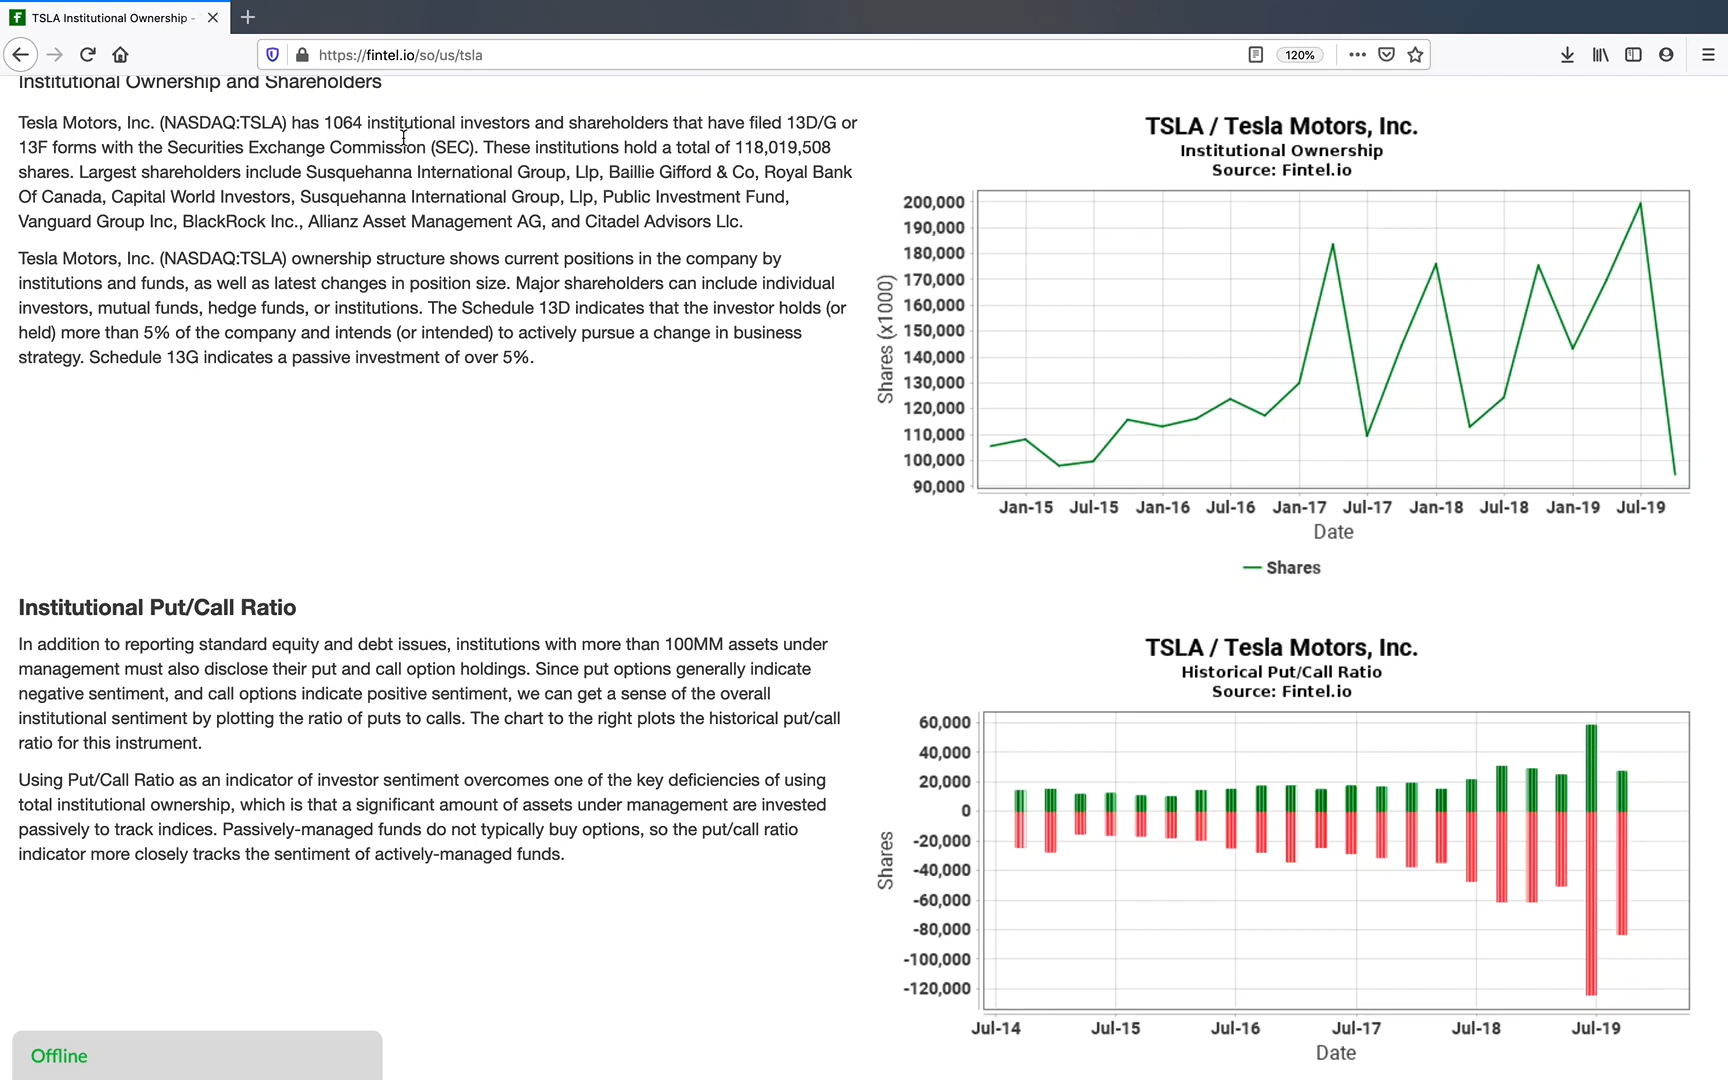 TSLA Institutional Ownership -
https://fintel.io/so/us/tsla
120%
Institutional Ownership and Shareholders
Tesla Motors, Inc. (NASDAQ:TSLA) has 1064 institutional investors and shareholders that have filed 13D/G or
13F forms with the Securities Exchange Commission (SEC). These institutions hold a total of 118,019,508
shares. Largest shareholders include Susquehanna International Group, Llp, Baillie Gifford & Co, Royal Bank
Of Canada, Capital World Investors, Susquehanna International Group, Llp, Public Investment Fund,
Vanguard Group Inc, BlackRock Inc., Allianz Asset Management AG, and Citadel Advisors Llc.
Tesla Motors, Inc. (NASDAQ:TSLA) ownership structure shows current positions in the company by
institutions and funds, as well as latest changes in position size. Major shareholders can include individual
investors, mutual funds, hedge funds, or institutions. The Schedule 13D indicates that the investor holds (or
held) more than 5% of the company and intends (or intended) to actively pursue a change in business
strategy. Schedule 13G indicates a passive investment of over 5%.
TSLA / Tesla Motors, Inc.
Institutional Ownership
Source: Fintel.io
200,000
190,000
180,000
170,000
160,000
150,000
140,000
130,000
120,000
110,000
100,000
90,000
Shares (x1000)
Jan-15 Jul-15 Jan-16 Jul-16 Jan-17 Jul-17 Jan-18 Jul-18 Jan-19 Jul-19
Date
Shares
Institutional Put/Call Ratio
In addition to reporting standard equity and debt issues, institutions with more than 100MM assets under
management must also disclose their put and call option holdings. Since put options generally indicate
negative sentiment, and call options indicate positive sentiment, we can get a sense of the overall
institutional sentiment by plotting the ratio of puts to calls. The chart to the right plots the historical put/call
ratio for this instrument.
Using Put/Call Ratio as an indicator of investor sentiment overcomes one of the key deficiencies of using
total institutional ownership, which is that a significant amount of assets under management are invested
passively to track indices. Passively-managed funds do not typically buy options, so the put/call ratio
indicator more closely tracks the sentiment of actively-managed funds.
TSLA / Tesla Motors, Inc.
Historical Put/Call Ratio
Source: Fintel.io
60,000
40,000
20,000
0
-20,000
-40,000
-60,000
-80,000
-100,000
-120,000
Shares
Jul-14 Jul-15 Jul-16 Jul-17 Jul-18 Jul-19
Date
Offline